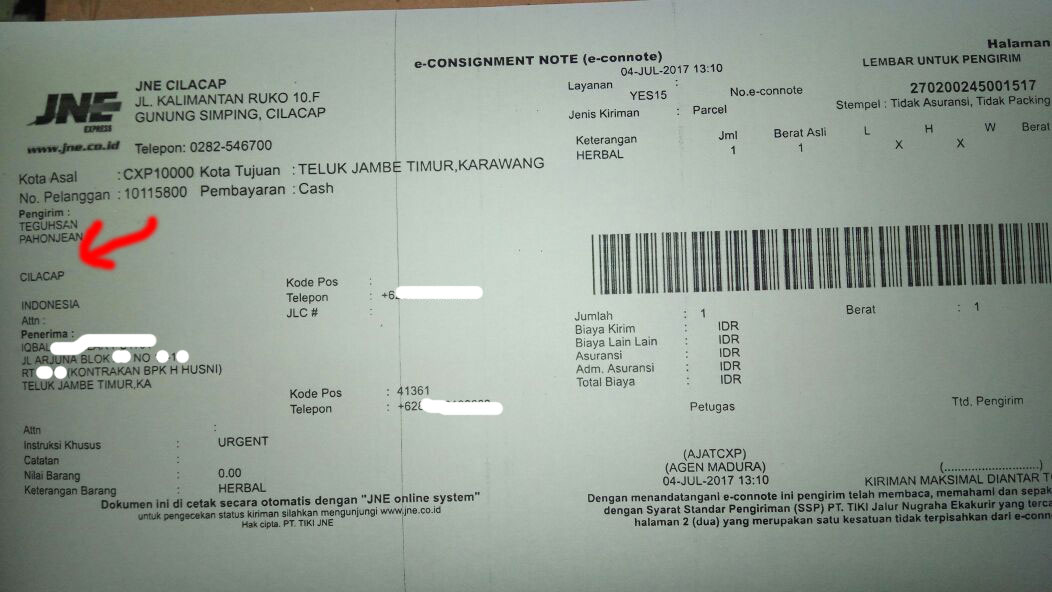 Halaman
e-CONSIGNMENT NOTE (e-connote)
LEMBAR UNTUK PENGIRIM
JNE
EXPRESS
www.jne.co.id
JNE CILACAP
JL. KALIMANTAN RUKO 10.F
GUNUNG SIMPING, CILACAP
Telepon: 0282-546700
04-JUL-2017 13:10
Layanan :
YES15
No.e-connote
270200245001517
Jenis Kiriman : Parcel
Stempel : Tidak Asuransi, Tidak Packing
Keterangan Jml Berat Asli L H W Berat
HERBAL 1 1 X X
Kota Asal :CXP10000 Kota Tujuan :TELUK JAMBE TIMUR,KARAWANG
No. Pelanggan :10115800 Pembayaran :Cash
Pengirim :
TEGUHSAN
PAHONJEAN
CILACAP
INDONESIA
Kode Pos :
Telepon : +6
JLC # :
Attn :
Penerima :
IQBAL
JL ARJUNA BLOK NO
RT (KONTRAKAN BPK H HUSNI)
TELUK JAMBE TIMUR,KA
Kode Pos : 41361
Telepon : +62
Attn :
Instruksi Khusus : URGENT
Catatan :
Nilai Barang : 0.00
Keterangan Barang : HERBAL
Jumlah : 1 Berat : 1
Biaya Kirim : IDR
Biaya Lain Lain : IDR
Asuransi : IDR
Adm. Asuransi : IDR
Total Biaya : IDR
Petugas Ttd. Pengirim
(AJATCXP)
(AGEN MADURA)
04-JUL-2017 13:10
(............................)
KIRIMAN MAKSIMAL DIANTAR
Dokumen ini di cetak secara otomatis dengan "JNE online system"
untuk pengecekan status kiriman silahkan mengunjungi www.jne.co.id
Hak cipta. PT. TIKI JNE
Dengan menandatangani e-connote ini pengirim telah membaca, memahami dan
dengan Syarat Standar Pengiriman (SSP) PT. TIKI Jalur Nugraha Ekakurir yang
halaman 2 (dua) yang merupakan satu kesatuan tidak terpisahkan dari